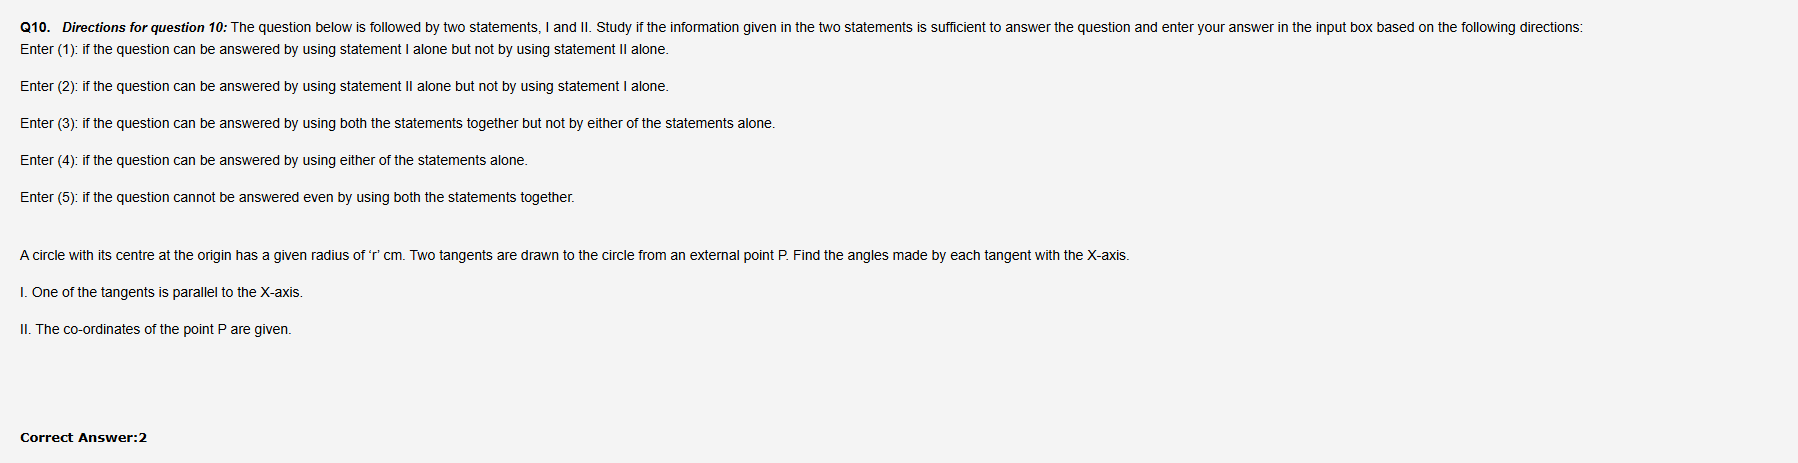 Q10. Directions for question 10: The question below is followed by two statements, I and II. Study if the information given in the two statements is sufficient to answer the question and enter your answer in the input box based on the following directions:
Enter (1): if the question can be answered by using statement I alone but not by using statement II alone.
Enter (2): if the question can be answered by using statement II alone but not by using statement I alone.
Enter (3): if the question can be answered by using both the statements together but not by either of the statements alone.
Enter (4): if the question can be answered by using either of the statements alone.
Enter (5): if the question cannot be answered even by using both the statements together.
A circle with its centre at the origin has a given radius of ‘r’ cm. Two tangents are drawn to the circle from an external point P. Find the angles made by each tangent with the X-axis.
I. One of the tangents is parallel to the X-axis.
II. The co-ordinates of the point P are given.
Correct Answer:2